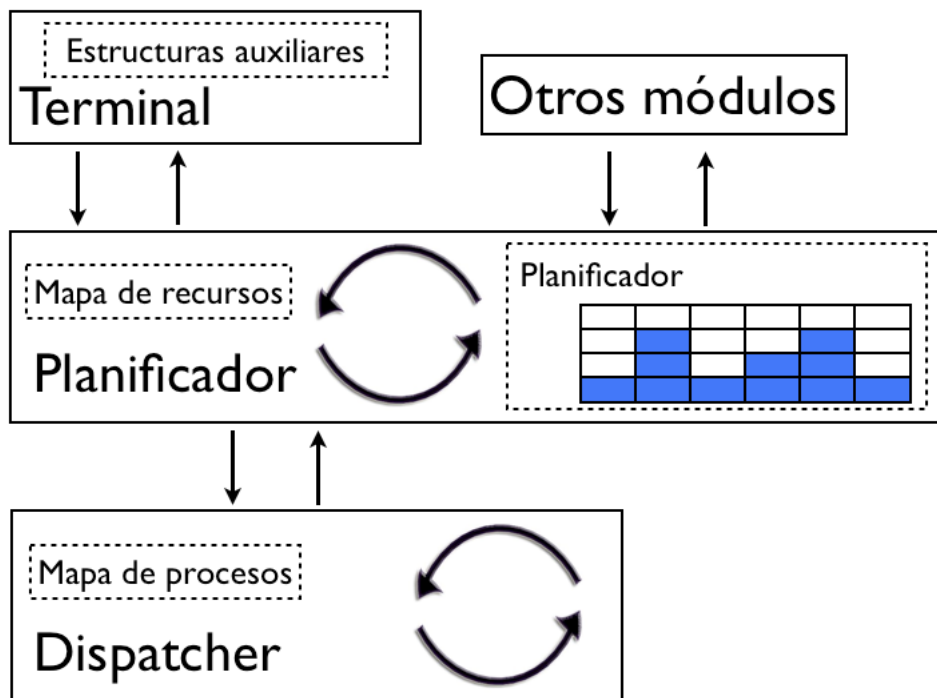 Estructuras auxiliares
Terminal
Otros módulos
Mapa de recursos
Planificador
Planificador
Mapa de procesos
Dispatcher